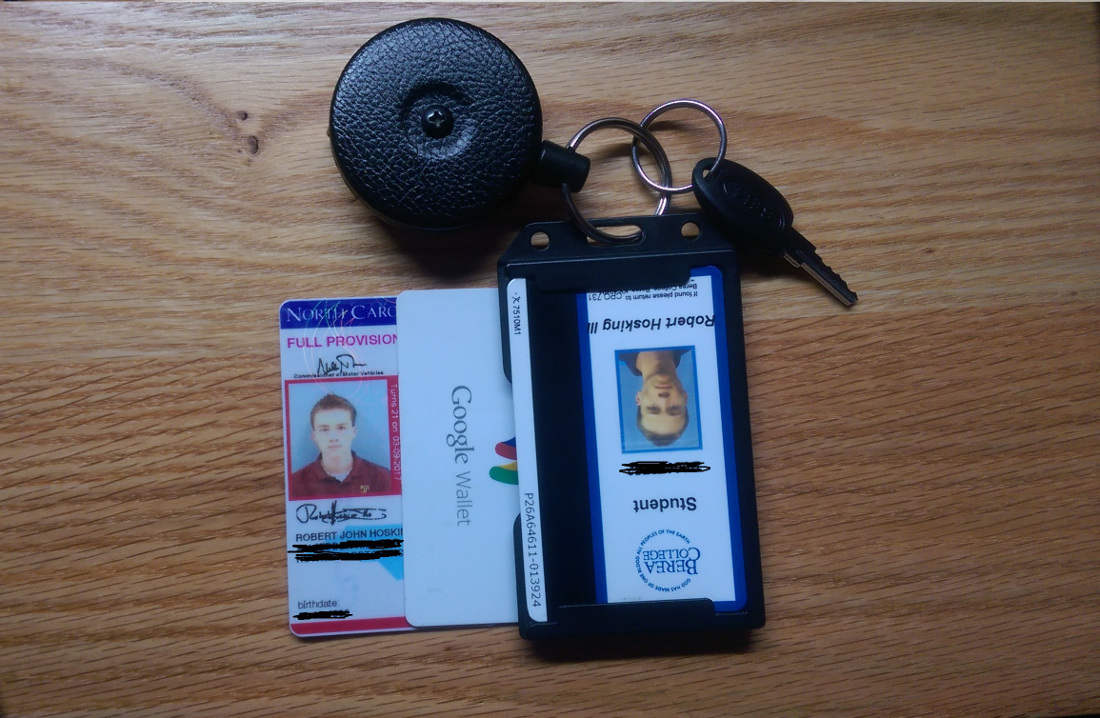 NORTH CARO
FULL PROVISION
Commissioner of Motor Vehicles
Turns 21 on 03-09-2017
ROBERT JOHN HOSKI
birthdate
Google Wallet
7510M1
P26A64611-013924
If found please return to:
CPO 731
Robert Hosking III
Student
BEREA
COLLEGE
GOD HAS MADE OF ONE BLOOD ALL PEOPLES OF THE EARTH